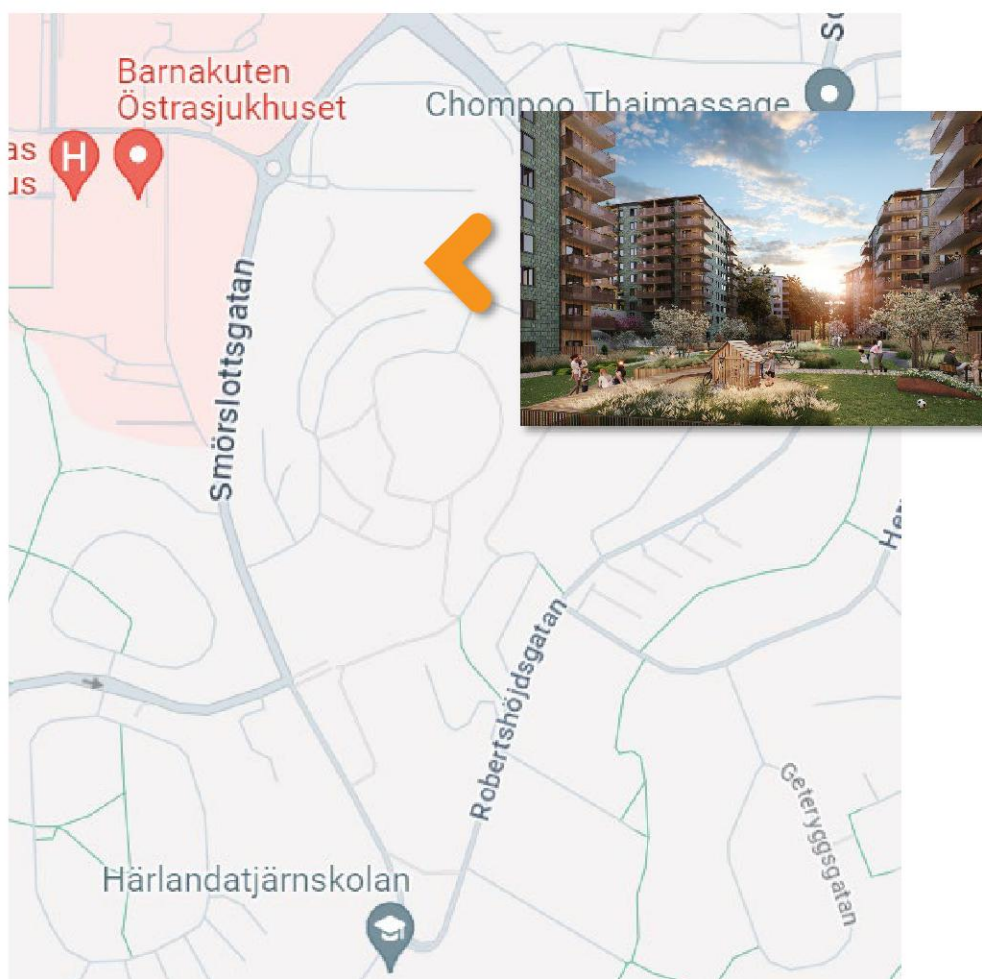 Barnakuten
Östrasjukhuset
Chompoo Thaimassage
H
Smörslottsgatan
Robertshöjdsgatan
Geteryggsgatan
Härlandatjärnskolan